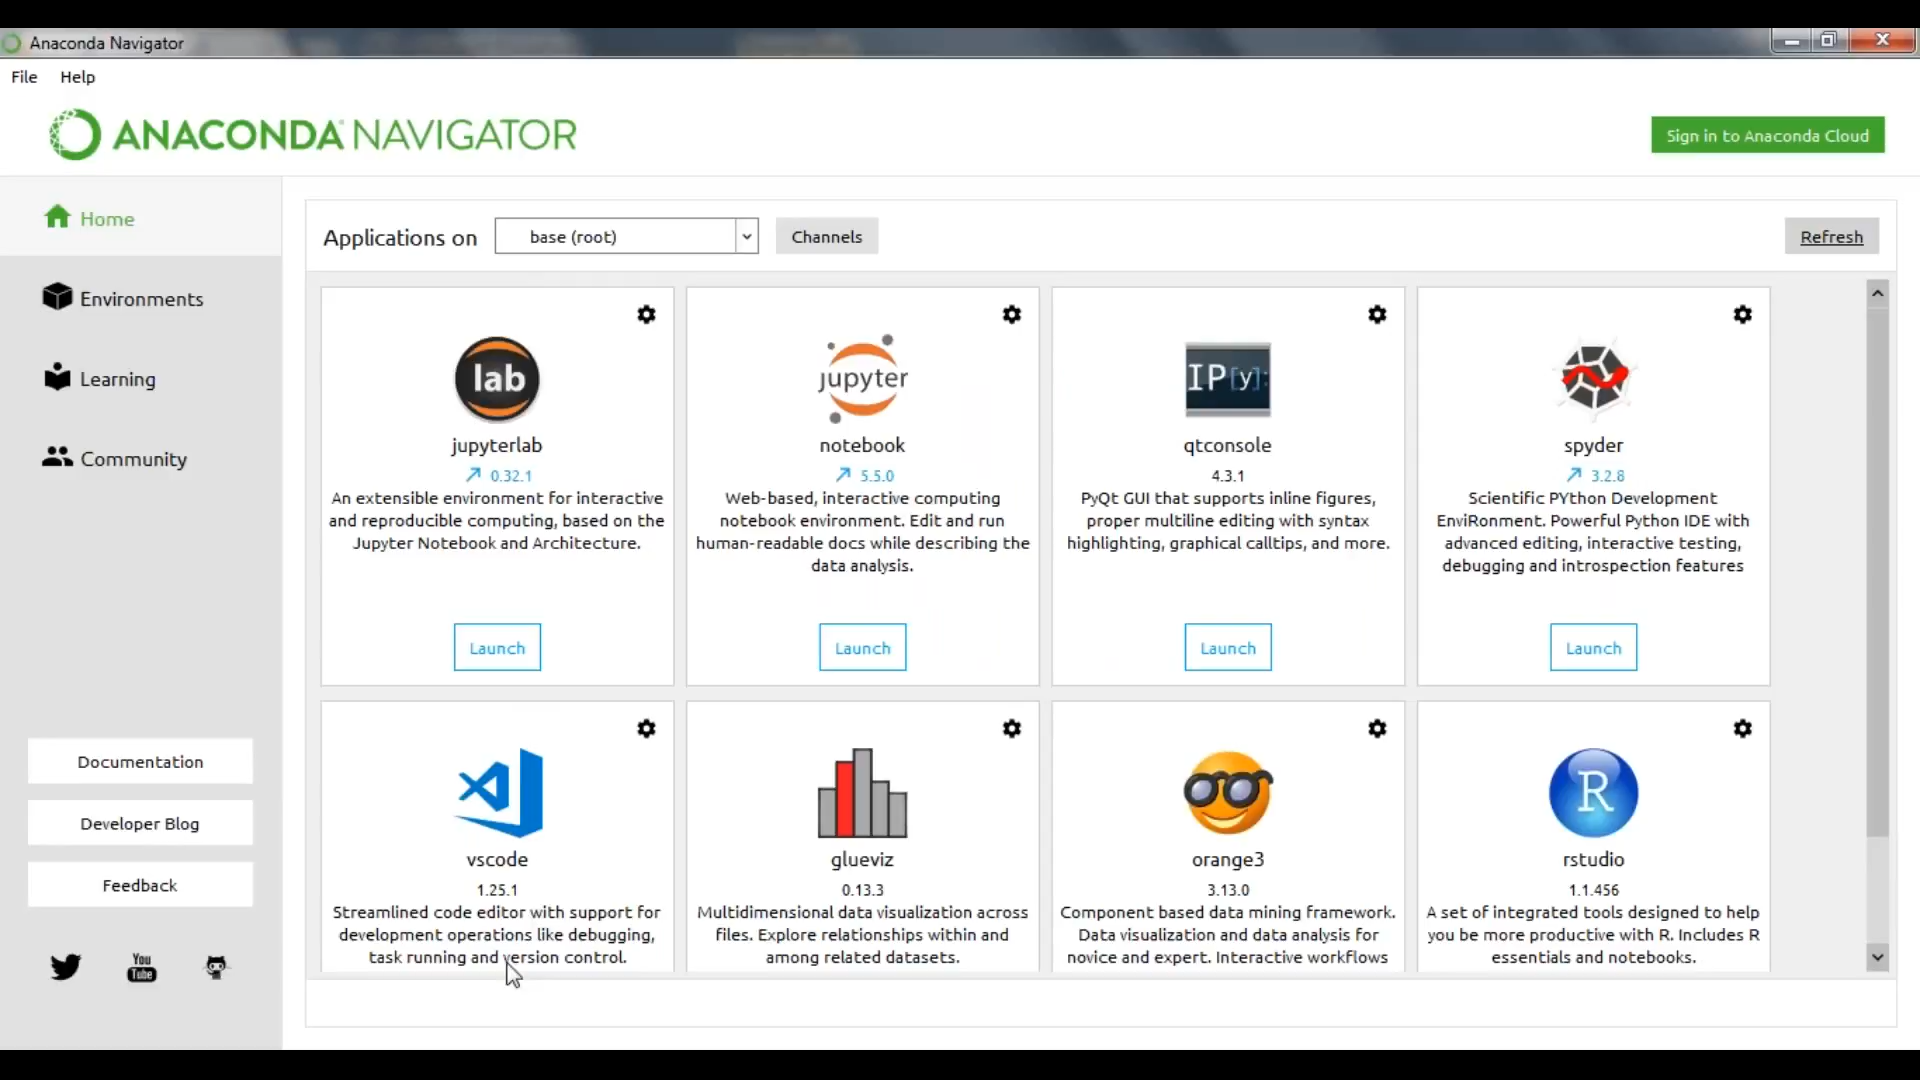 Anaconda Navigator
File Help
ANACONDA NAVIGATOR
Sign in to Anaconda Cloud
Home
Environments
Learning
Community
Documentation
Developer Blog
Feedback
You
Tube
Applications on base (root) Channels Refresh
lab
jupyterlab
0.32.1
An extensible environment for interactive
and reproducible computing, based on the
Jupyter Notebook and Architecture.
Launch
jupyter
notebook
5.5.0
Web-based, interactive computing
notebook environment. Edit and run
human-readable docs while describing the
data analysis.
Launch
IP[y]:
qtconsole
4.3.1
PyQt GUI that supports inline figures,
proper multiline editing with syntax
highlighting, graphical calltips, and more.
Launch
spyder
3.2.8
Scientific PYthon Development
EnviRonment. Powerful Python IDE with
advanced editing, interactive testing,
debugging and introspection features
Launch
vscode
1.25.1
Streamlined code editor with support for
development operations like debugging,
task running and version control.
glueviz
0.13.3
Multidimensional data visualization across
files. Explore relationships within and
among related datasets.
orange3
3.13.0
Component based data mining framework.
Data visualization and data analysis for
novice and expert. Interactive workflows
R
rstudio
1.1.456
A set of integrated tools designed to help
you be more productive with R. Includes R
essentials and notebooks.